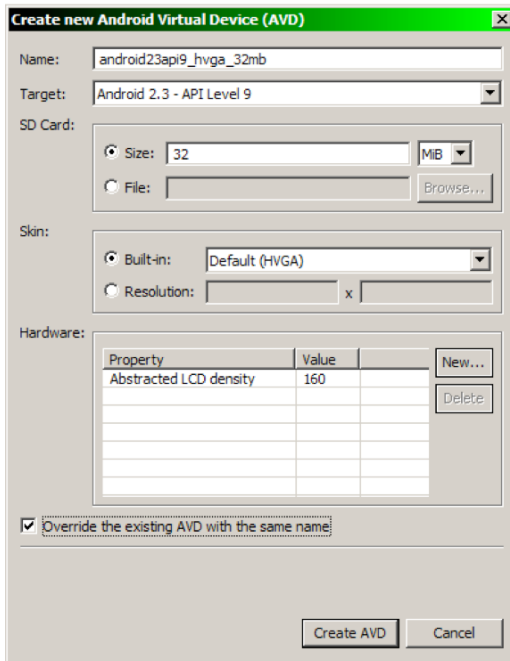 Create new Android Virtual Device (AVD)
Name: android23api9_hvga_32mb
Target: Android 2.3 - API Level 9
SD Card:
Size: 32 MiB
File: Browse...
Skin:
Built-in: Default (HVGA)
Resolution: x
Hardware:
Property Value New...
Abstracted LCD density 160
Delete
Override the existing AVD with the same name
Create AVD Cancel